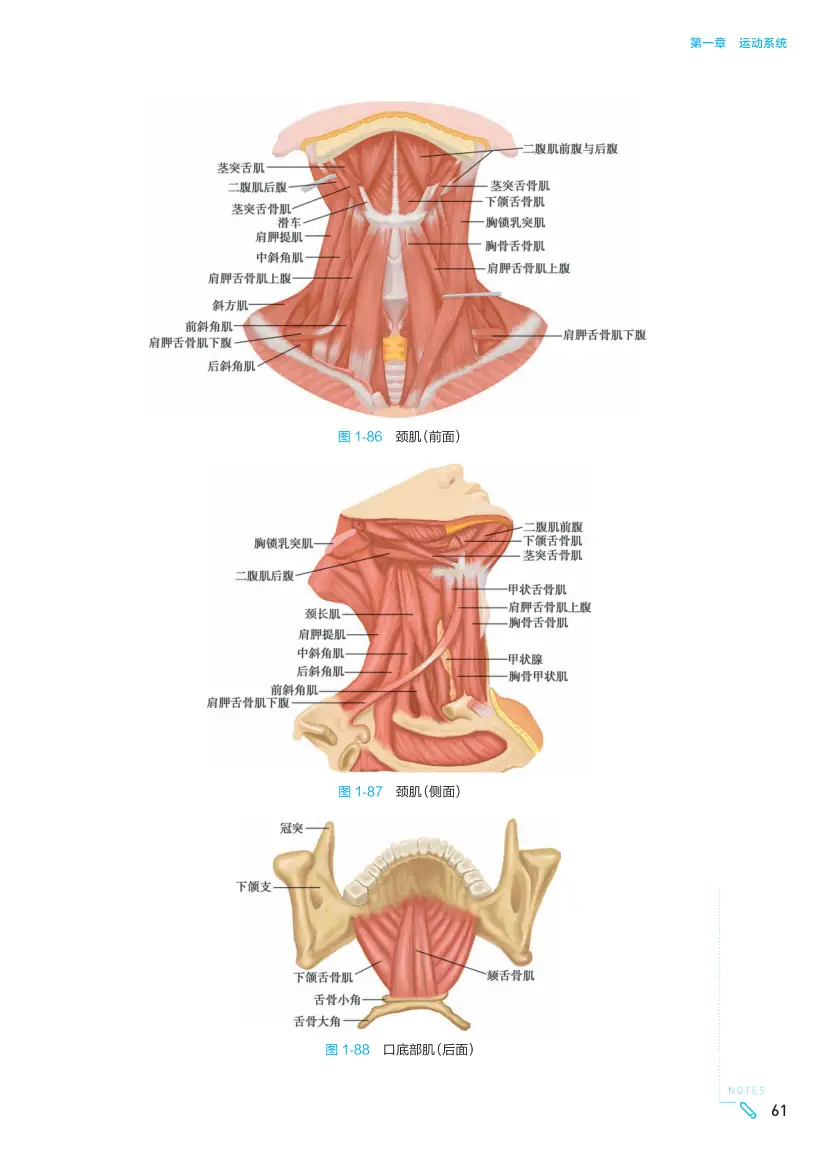 第一章 运动系统
二腹肌前腹与后腹
茎突舌肌
二腹肌后腹
茎突舌骨肌
茎突舌骨肌
下颌舌骨肌
滑车
胸锁乳突肌
肩胛提肌
胸骨舌骨肌
中斜角肌
肩胛舌骨肌上腹
肩胛舌骨肌上腹
斜方肌
前斜角肌
肩胛舌骨肌下腹
肩胛舌骨肌下腹
后斜角肌
图 1-86 颈肌(前面)
二腹肌前腹
胸锁乳突肌
下颌舌骨肌
茎突舌骨肌
二腹肌后腹
甲状舌骨肌
肩胛舌骨肌上腹
颈长肌
胸骨舌骨肌
肩胛提肌
中斜角肌
甲状腺
后斜角肌
胸骨甲状肌
前斜角肌
肩胛舌骨肌下腹
图 1-87 颈肌(侧面)
冠突
下颌支
下颌舌骨肌
颏舌骨肌
舌骨小角
舌骨大角
图 1-88 口底部肌(后面)
NOTES
61